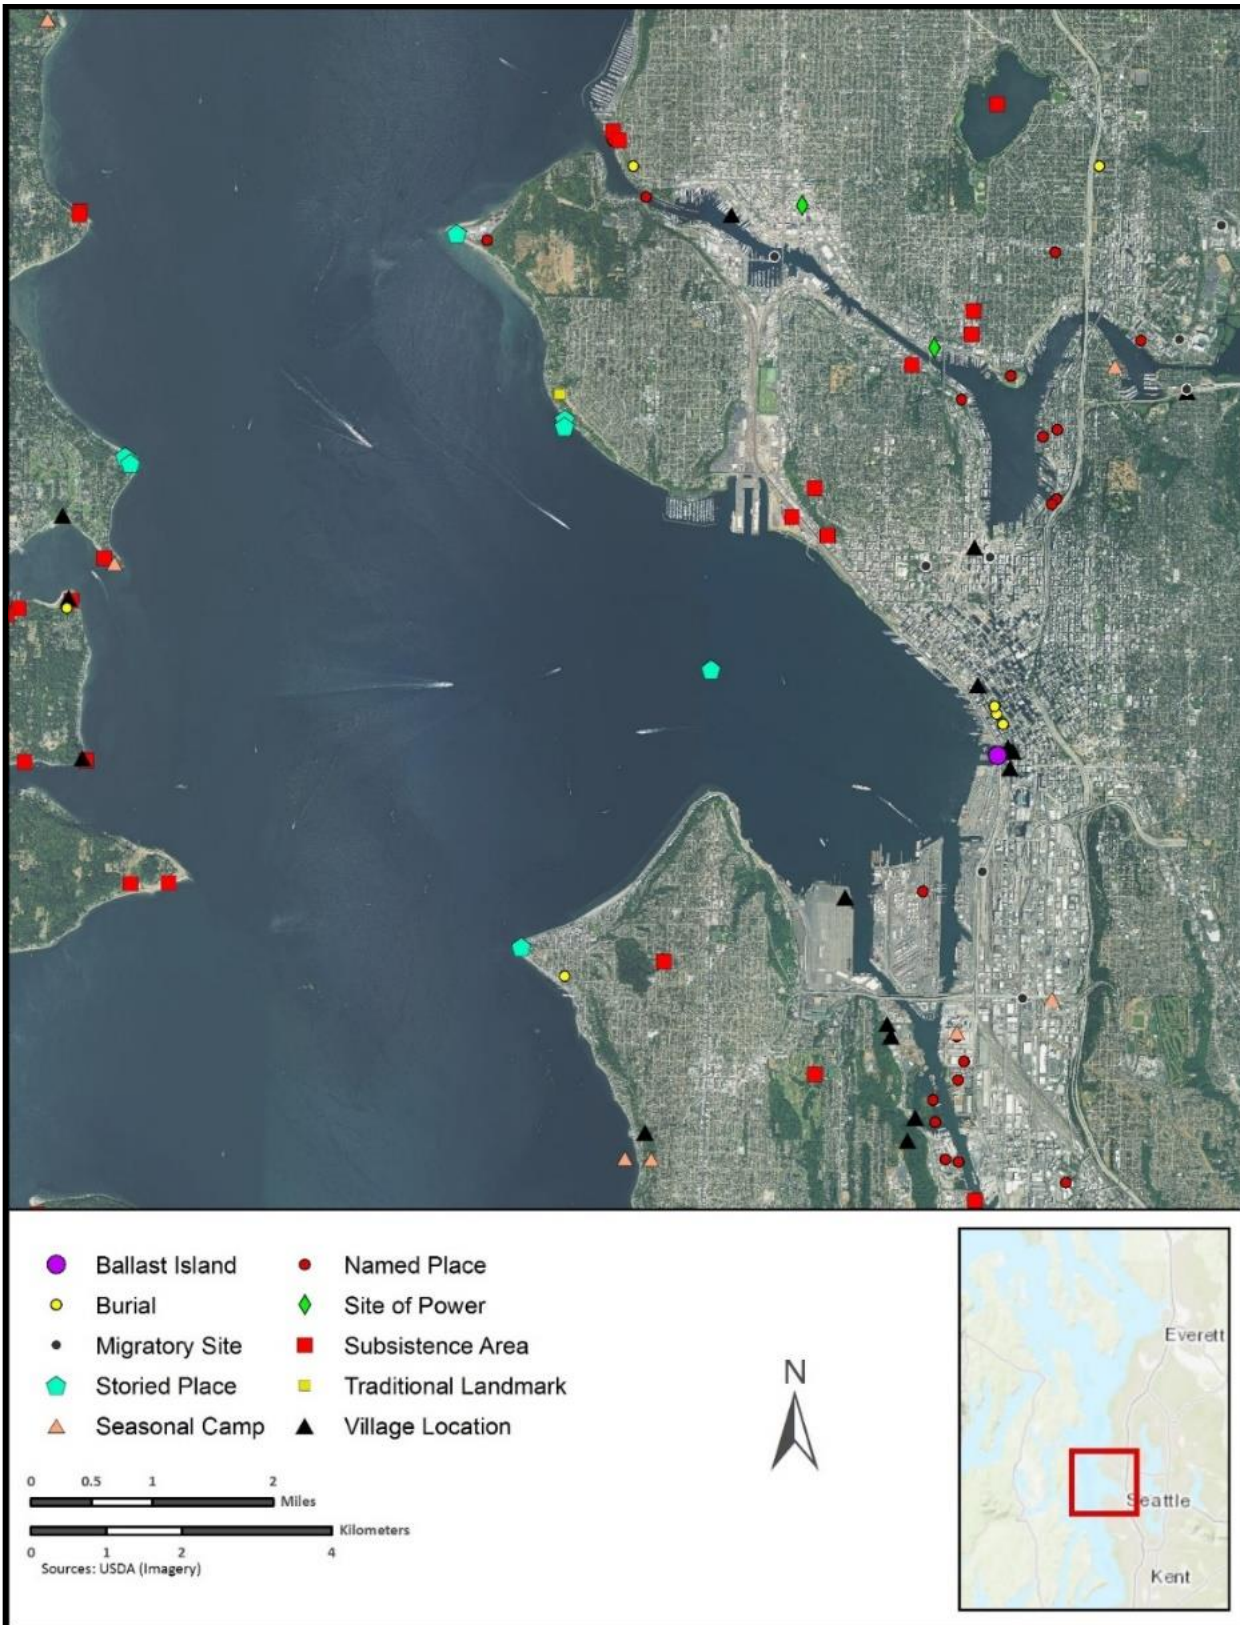 Ballast Island
Burial
Migratory Site
Storied Place
Seasonal Camp
Named Place
Site of Power
Subsistence Area
Traditional Landmark
Village Location
0 0.5 1 2
Miles
Kilometers
0 1 2 4
Sources: USDA (Imagery)
N
Everett
Seattle
Kent